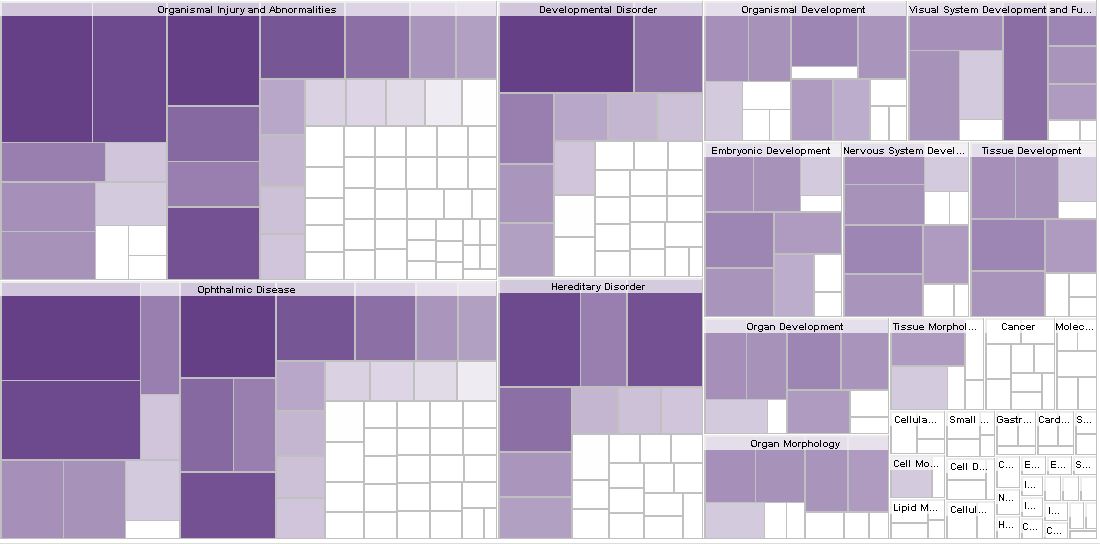 Organismal Injury and Abnormalities
Developmental Disorder
Organismal Development
Visual System Development and Fu...
Embryonic Development
Nervous System Devel...
Tissue Development
Ophthalmic Disease
Hereditary Disorder
Organ Development
Tissue Morphol...
Cancer
Molec...
Cellula...
Small ...
Gastr...
Card...
S...
Organ Morphology
Cell Mo...
Cell D...
C...
E...
E...
S...
I...
N...
I...
Lipid M...
Cellul...
I...
H...
C...
C...